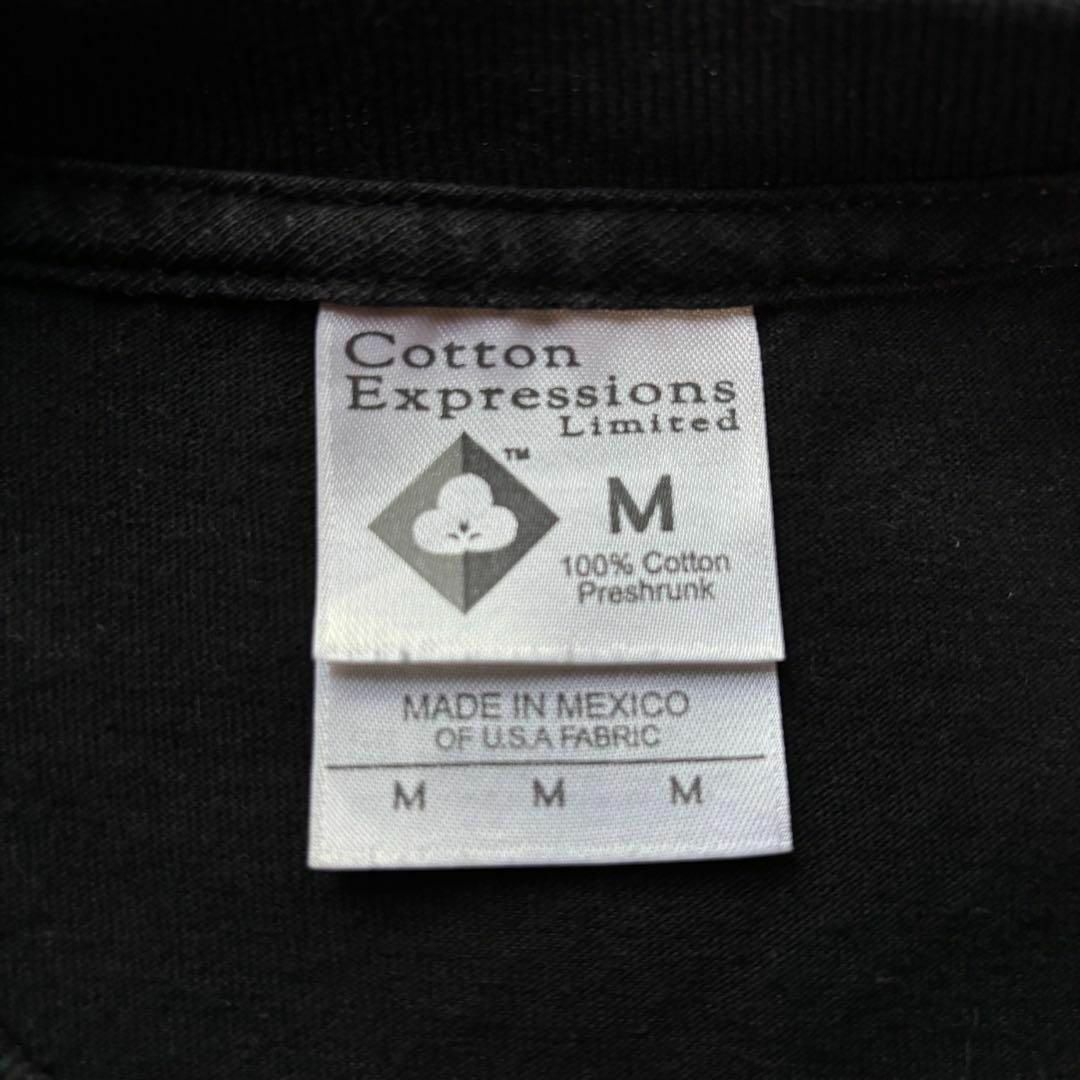 Cotton
Expressions
Limited
TM
M
100% Cotton
Preshrunk
MADE IN MEXICO
OF U.S.A FABRIC
M M M